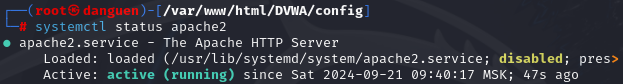 ┌──(root㉿danguen)-[/var/www/html/DVWA/config]
└─# systemctl status apache2
● apache2.service - The Apache HTTP Server
Loaded: loaded (/usr/lib/systemd/system/apache2.service; disabled; pres>
Active: active (running) since Sat 2024-09-21 09:40:17 MSK; 47s ago